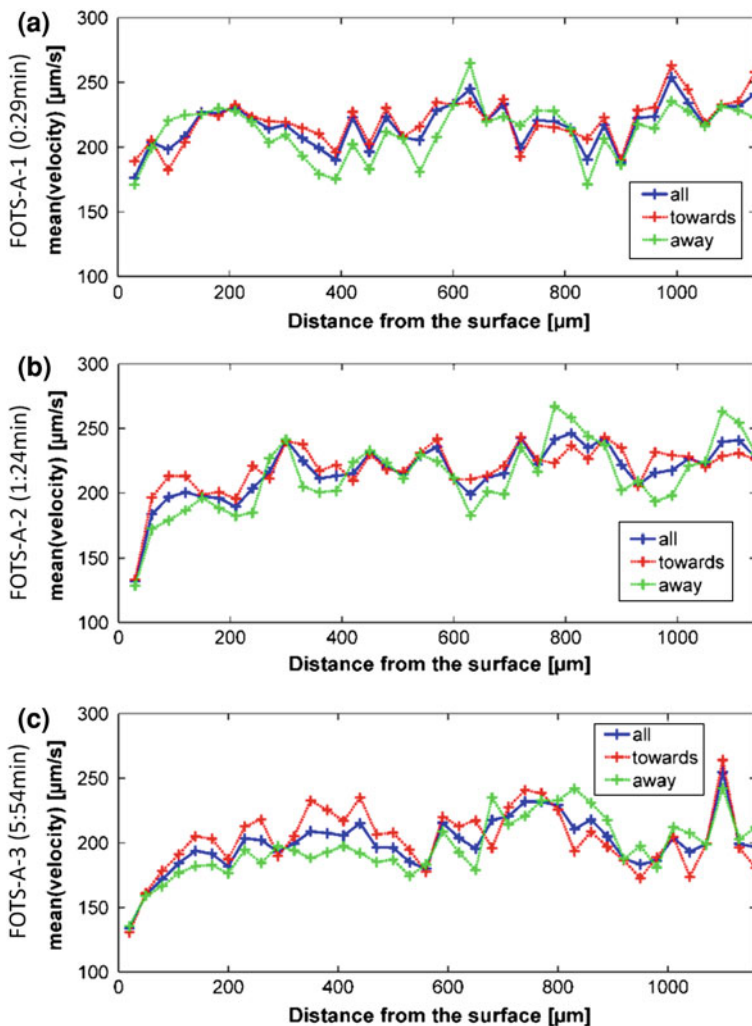 (a)
FOTS-A-1 (0:29min)
mean(velocity) [µm/s]
300
250
200
150
100
0
200
400
600
800
1000
all
towards
away
Distance from the surface [µm]
(b)
FOTS-A-2 (1:24min)
mean(velocity) [µm/s]
300
250
200
150
100
0
200
400
600
800
1000
all
towards
away
Distance from the surface [µm]
(c)
FOTS-A-3 (5:54min)
mean(velocity) [µm/s]
300
250
200
150
100
0
200
400
600
800
1000
all
towards
away
Distance from the surface [µm]